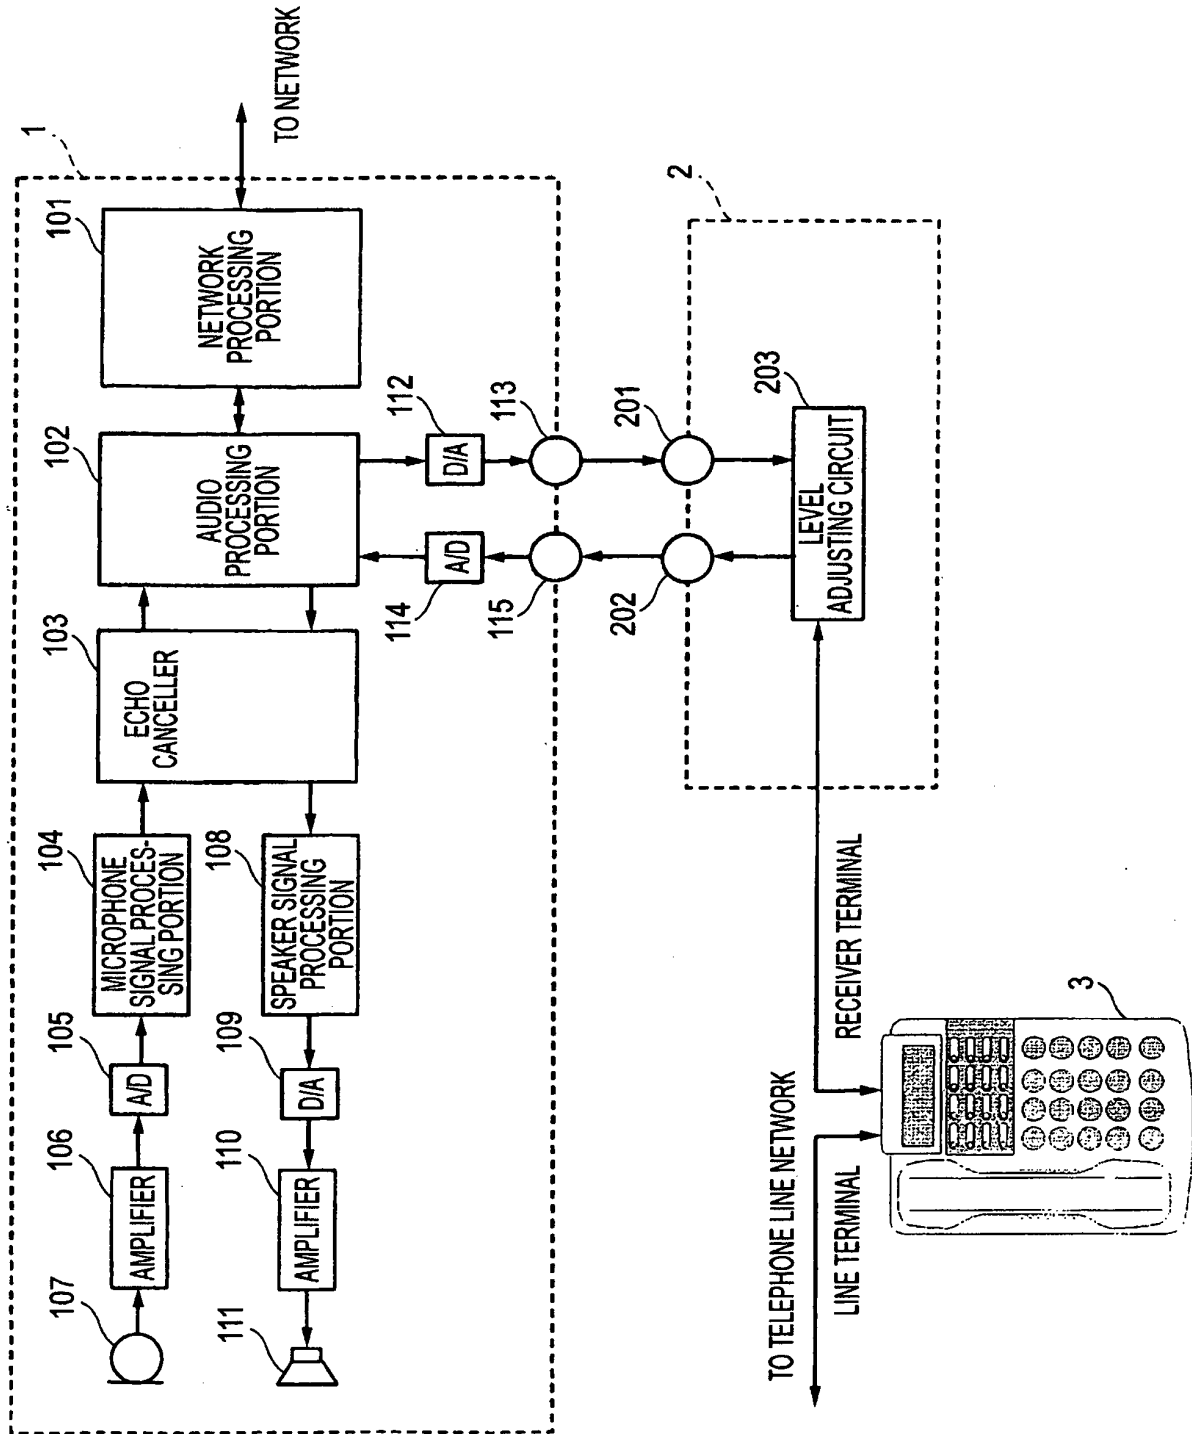 1
TO NETWORK
101
NETWORK
PROCESSING
PORTION
102
AUDIO
PROCESSING
PORTION
103
ECHO
CANCELLER
104
MICROPHONE
SIGNAL PROCES-
SING PORTION
105
A/D
106
AMPLIFIER
107
108
SPEAKER SIGNAL
PROCESSING
PORTION
109
D/A
110
AMPLIFIER
111
112
D/A
113
114
A/D
115
2
201
202
203
LEVEL
ADJUSTING CIRCUIT
RECEIVER TERMINAL
TO TELEPHONE LINE NETWORK
LINE TERMINAL
3